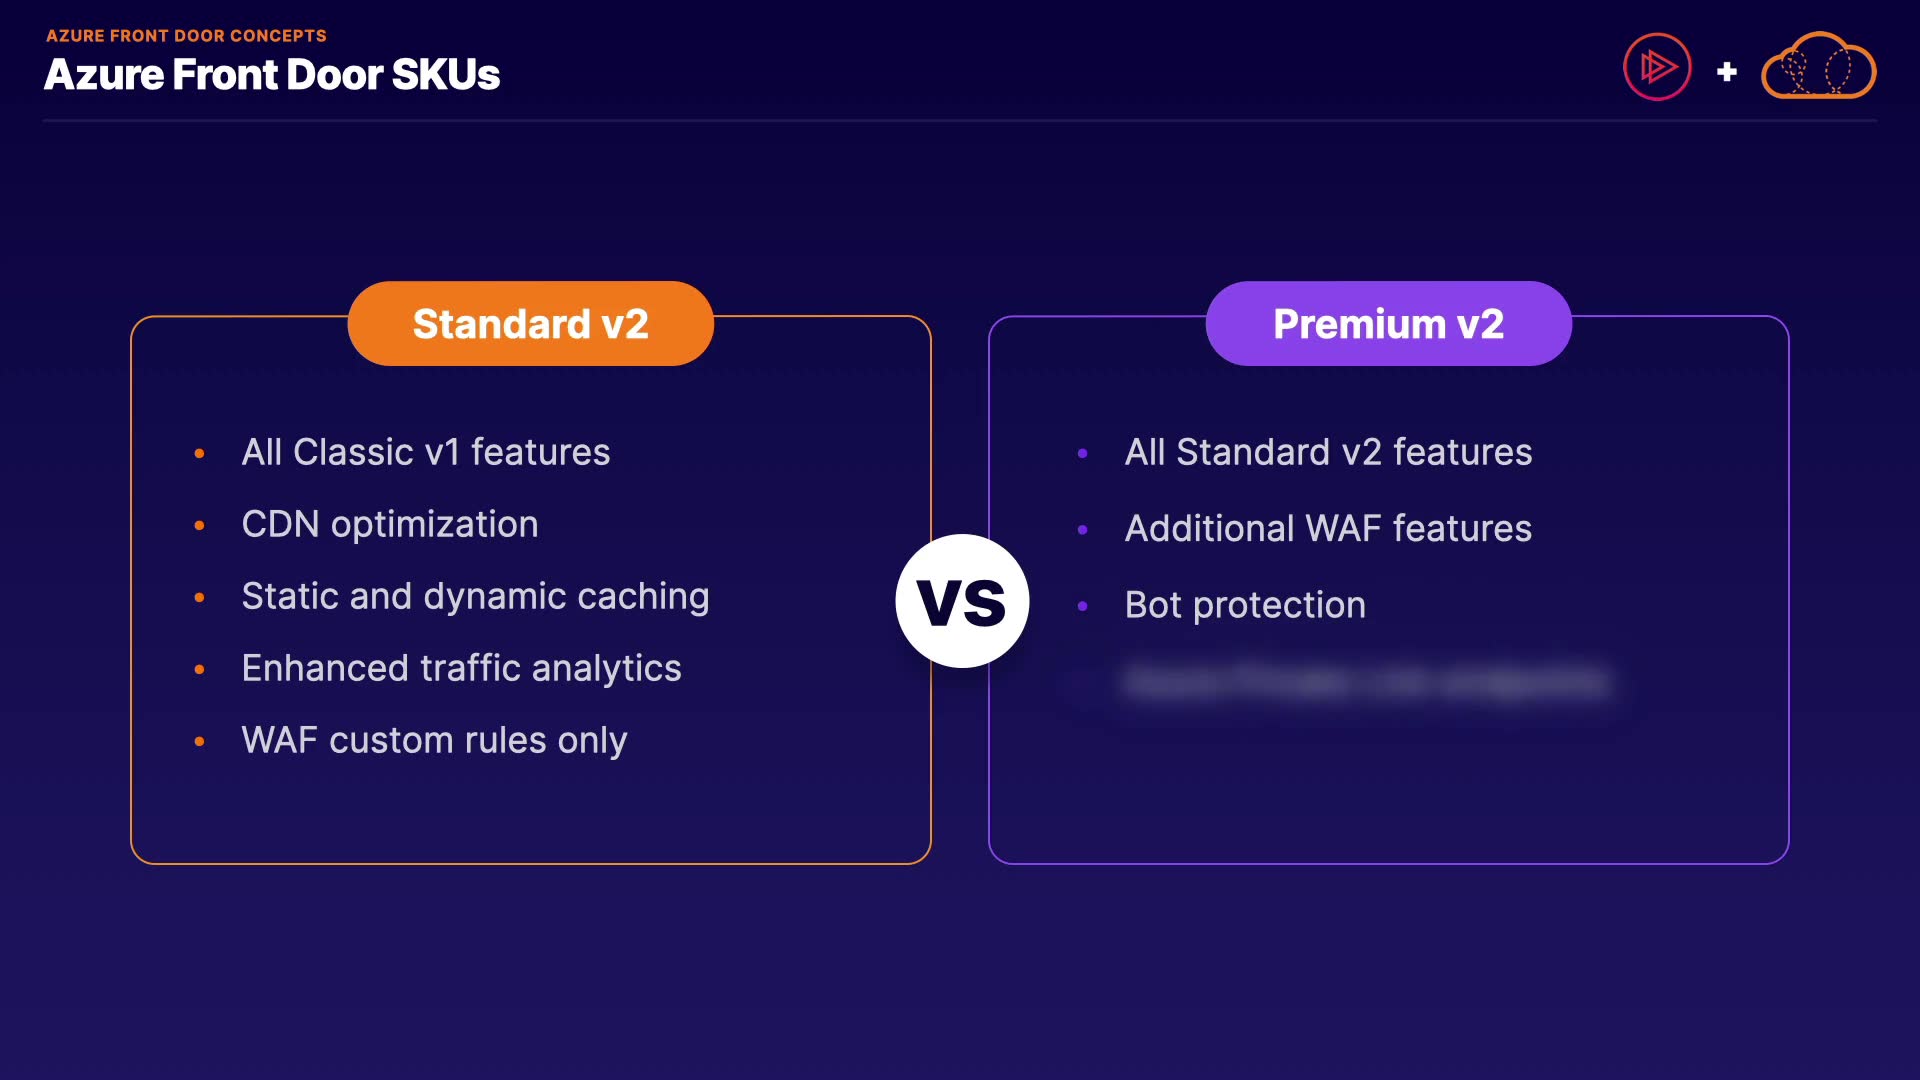 AZURE FRONT DOOR CONCEPTS
Azure Front Door SKUs
+
Standard v2
• All Classic v1 features
• CDN optimization
• Static and dynamic caching
• Enhanced traffic analytics
• WAF custom rules only
VS
Premium v2
• All Standard v2 features
• Additional WAF features
• Bot protection